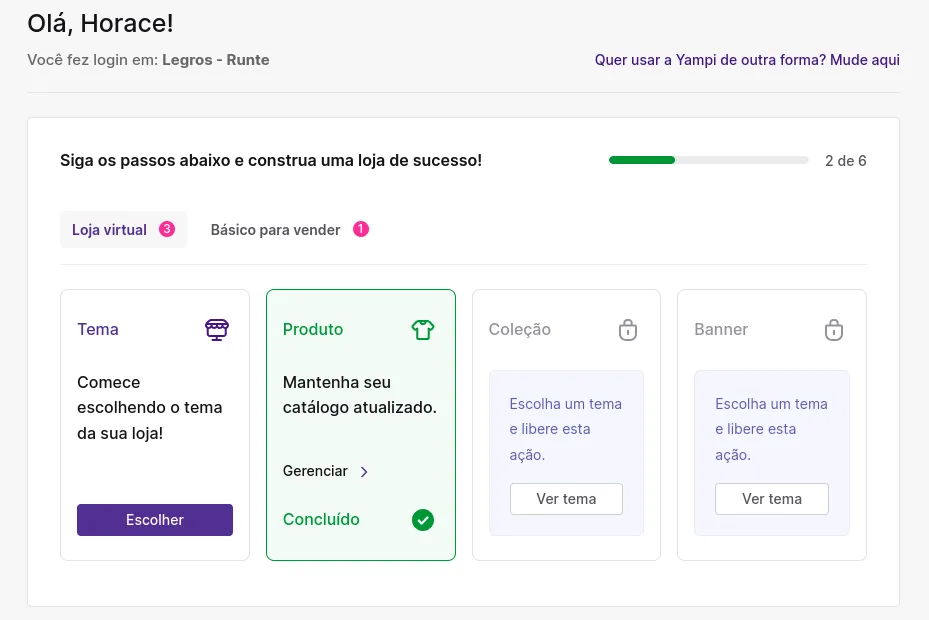 Olá, Horace!
Você fez login em: Legros - Runte
Quer usar a Yampi de outra forma? Mude aqui
Siga os passos abaixo e construa uma loja de sucesso!
2 de 6
Loja virtual 3
Básico para vender 1
Tema
Comece
escolhendo o tema
da sua loja!
Escolher
Produto
Mantenha seu
catálogo atualizado.
Gerenciar
Concluído
Coleção
Escolha um tema
e libere esta
ação.
Ver tema
Banner
Escolha um tema
e libere esta
ação.
Ver tema